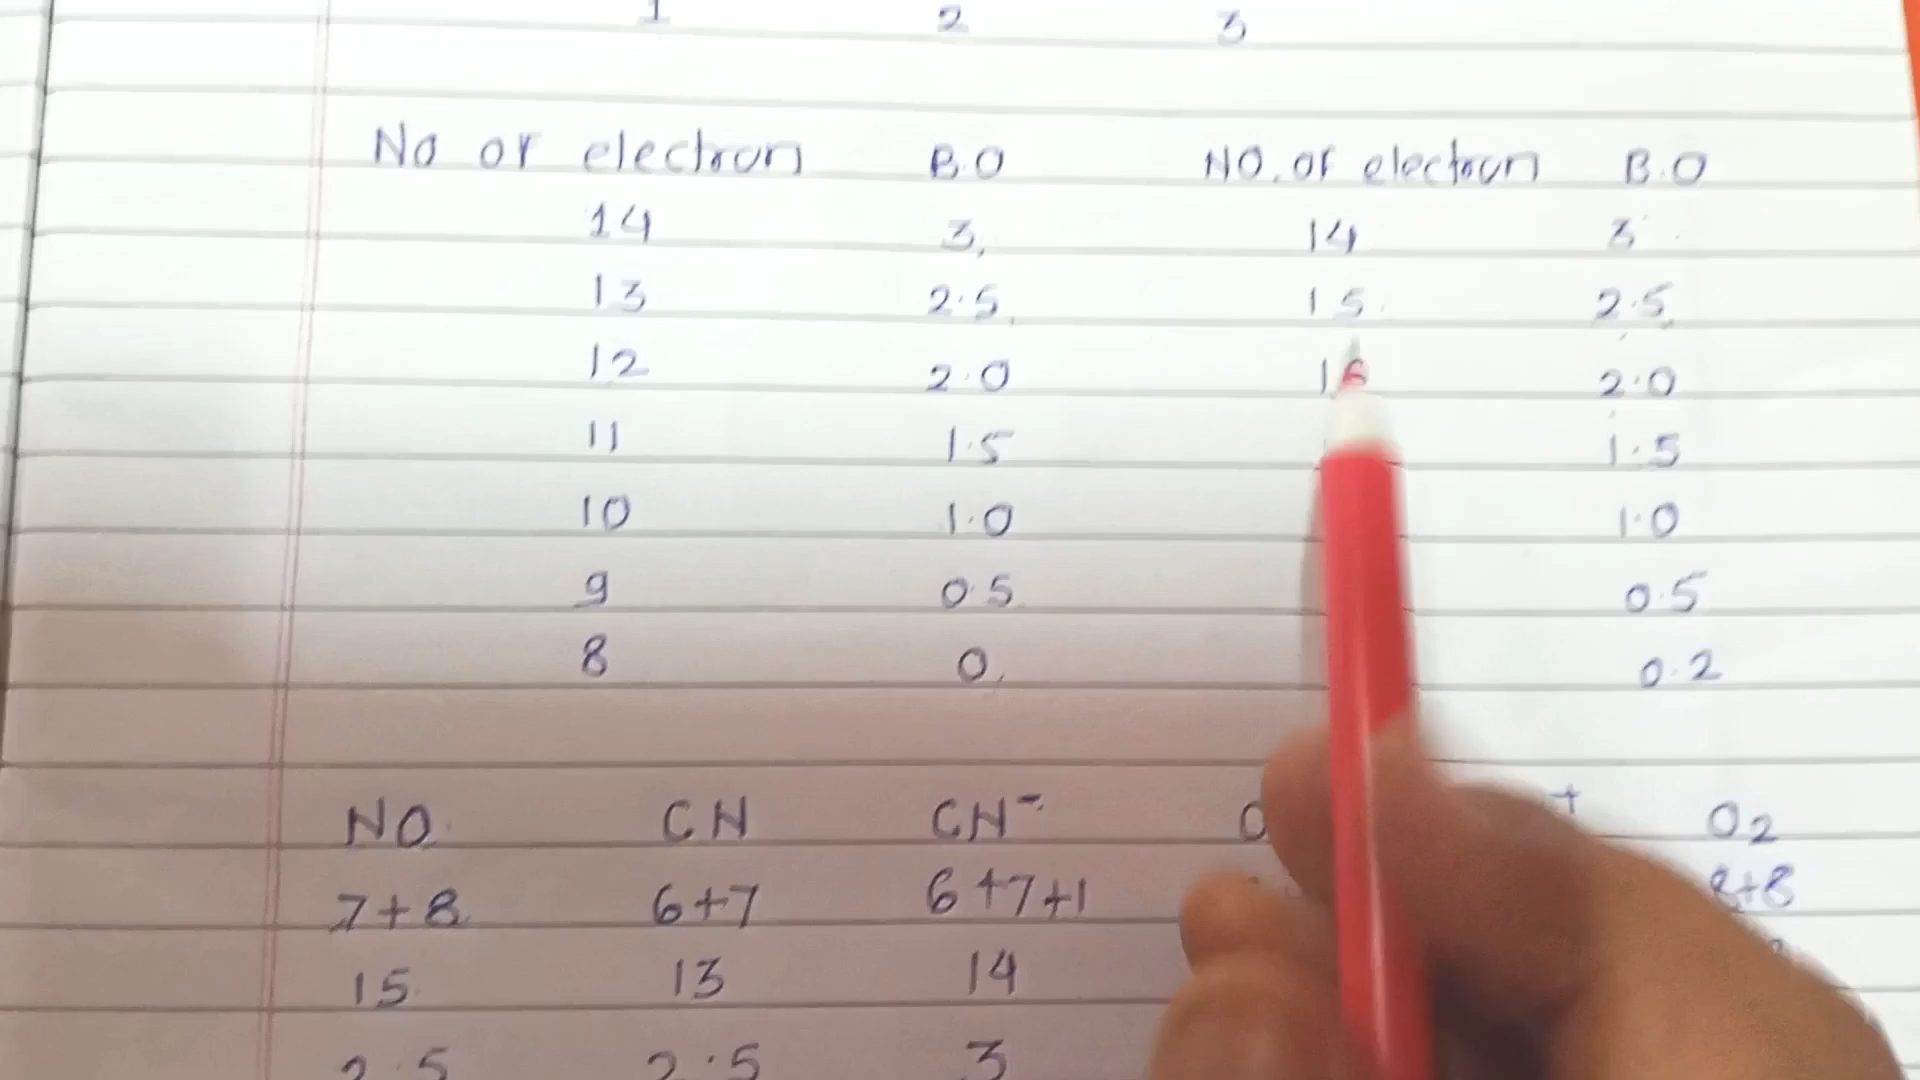 1 2 3
No of electron B.O NO. of electron B.O
14 3 14 3
13 2.5 15 2.5
12 2.0 16 2.0
11 1.5 1.5
10 1.0 1.0
9 0.5 0.5
8 0 0.2
NO CN CN⁻ + O₂
7+8 6+7 6+7+1 8+8
15 13 14
2.5 2.5 3